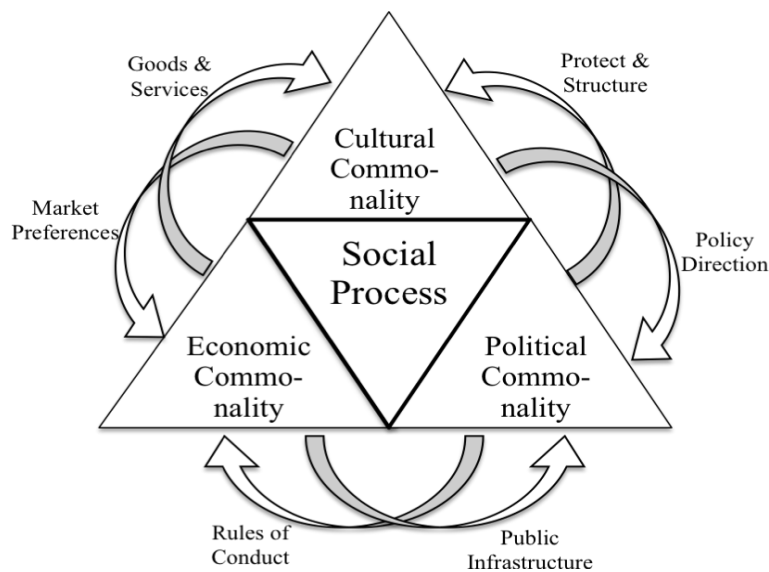 Goods &
Services
Protect &
Structure
Cultural
Commo-
nality
Market
Preferences
Policy
Direction
Social
Process
Economic
Commo-
nality
Political
Commo-
nality
Rules of
Conduct
Public
Infrastructure